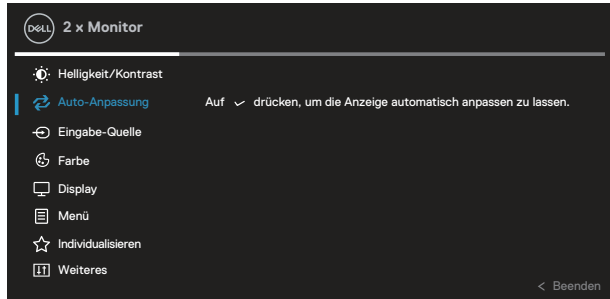 DELL 2 x Monitor
Helligkeit/Kontrast
Auto-Anpassung Auf ✓ drücken, um die Anzeige automatisch anpassen zu lassen.
Eingabe-Quelle
Farbe
Display
Menü
Individualisieren
Weiteres
< Beenden